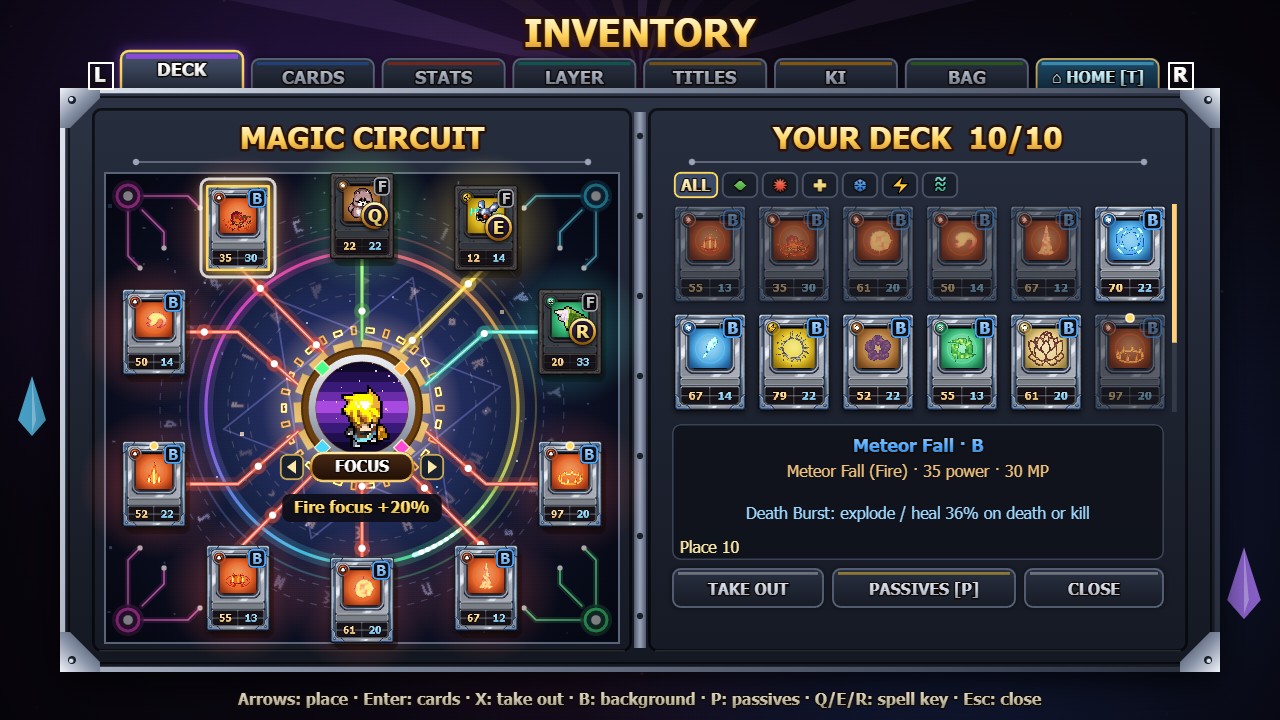 INVENTORY
L DECK CARDS STATS LAYER TITLES KI BAG ⌂ HOME [T] R
MAGIC CIRCUIT
B
35 30
F
Q
22 22
F
E
12 14
B
50 14
F
R
20 33
B
52 22
B
97 20
B
55 13
B
61 20
B
67 12
◀ FOCUS ▶
Fire focus +20%
YOUR DECK 10/10
ALL
B B B B B B
55 13 35 30 61 20 50 14 67 12 70 22
B B B B B B
67 14 79 22 52 22 55 13 61 20 97 20
Meteor Fall · B
Meteor Fall (Fire) · 35 power · 30 MP
Death Burst: explode / heal 36% on death or kill
Place 10
TAKE OUT PASSIVES [P] CLOSE
Arrows: place · Enter: cards · X: take out · B: background · P: passives · Q/E/R: spell key · Esc: close